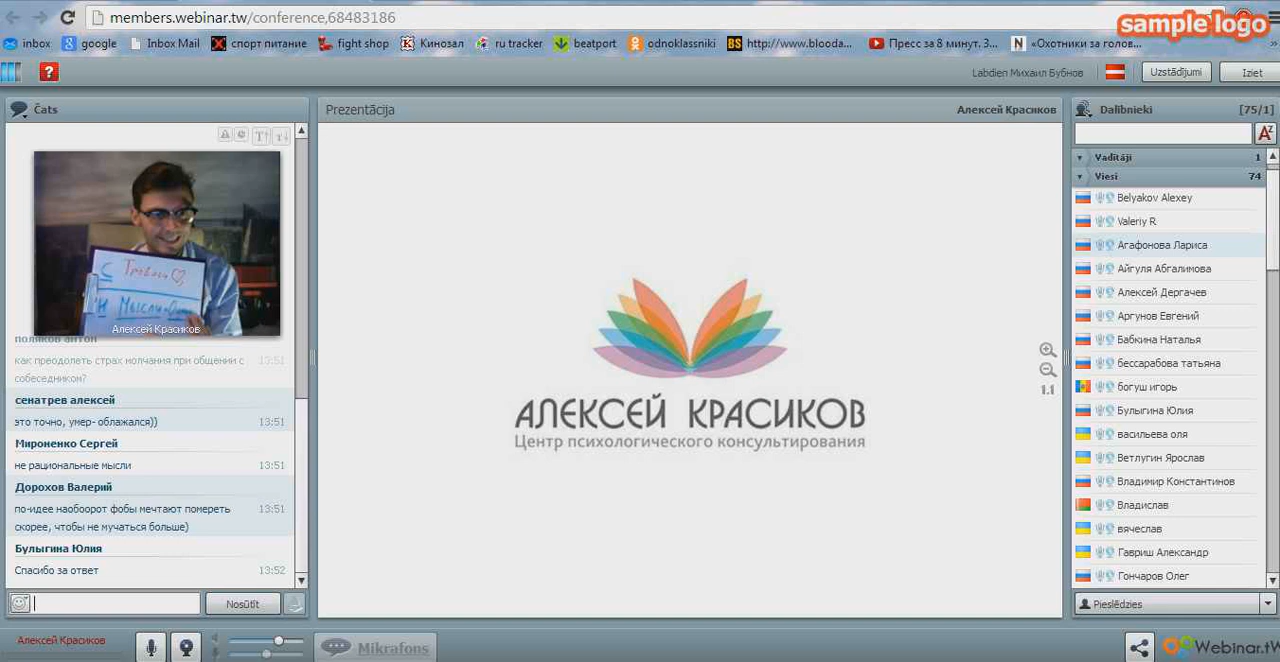 members.webinar.tw/conference,68483186
sample logo
inbox
google
Inbox Mail
спорт питание
fight shop
Кинозал
ru tracker
beatport
odnoklassniki
http://www.blooda...
Пресс за 8 минут. З...
«Охотники за голов...
»
?
Labdien Михаил Бубнов
Uzstādījumi
Iziet
Čats
Алексей Красиков
поляков антон
как преодолеть страх молчания при общении с 13:51
собеседником?
сенатрев алексей
это точно, умер- облажался)) 13:51
Мироненко Сергей
не рациональные мысли 13:51
Дорохов Валерий
по-идее наобоорот фобы мечтают помереть 13:51
скорее, чтобы не мучаться больше)
Булыгина Юлия
Спасибо за ответ 13:52
Nosūtīt
Алексей Красиков
Mikrafons
Prezentācija
Алексей Красиков
АЛЕКСЕЙ КРАСИКОВ
Центр психологического консультирования
1.1
Dalībnieki [75/1]
Vadītāji 1
Viesi 74
Belyakov Alexey
Valeriy R
Агафонова Лариса
Айгуля Абгалимова
Алексей Дергачев
Аргунов Евгений
Бабкина Наталья
бессарабова татьяна
богуш игорь
Булыгина Юлия
васильева оля
Ветлугин Ярослав
Владимир Константинов
Владислав
вячеслав
Гавриш Александр
Гончаров Олег
Pieslēdzies
Webinar.tw